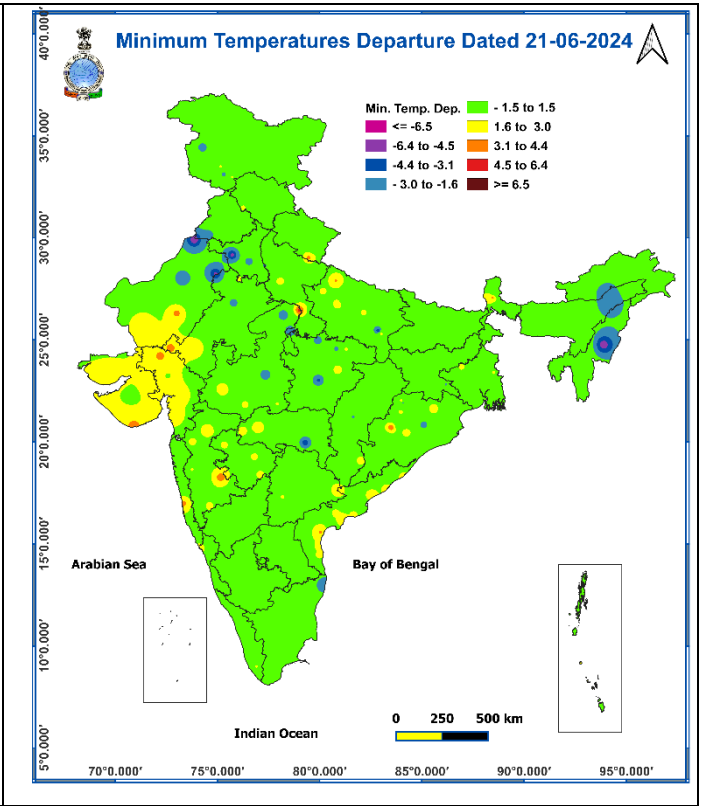 Minimum Temperatures Departure Dated 21-06-2024
Min. Temp. Dep.
<= -6.5
-6.4 to -4.5
-4.4 to -3.1
- 3.0 to -1.6
- 1.5 to 1.5
1.6 to 3.0
3.1 to 4.4
4.5 to 6.4
>= 6.5
40°0.000'
35°0.000'
30°0.000'
25°0.000'
20°0.000'
15°0.000'
10°0.000'
5°0.000'
Arabian Sea
Bay of Bengal
Indian Ocean
0 250 500 km
70°0.000' 75°0.000' 80°0.000' 85°0.000' 90°0.000' 95°0.000'